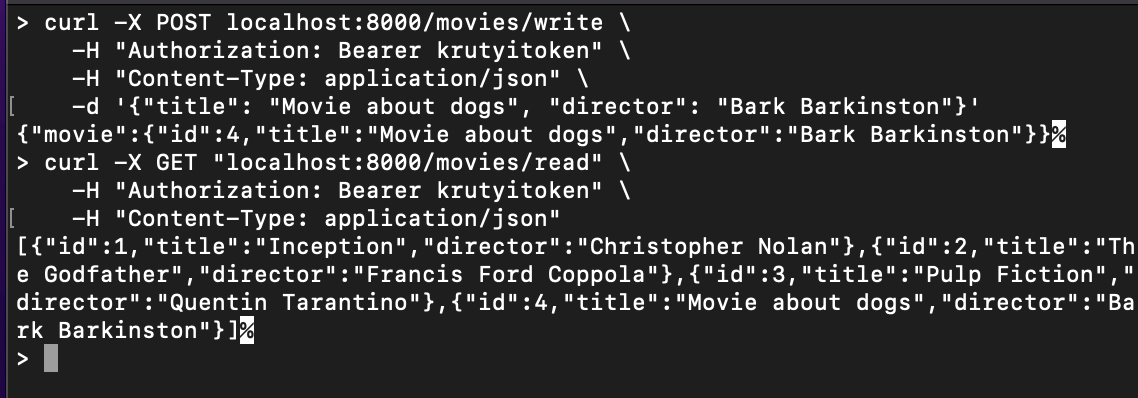 > curl -X POST localhost:8000/movies/write \
    -H "Authorization: Bearer krutyitoken" \
    -H "Content-Type: application/json" \
[    -d '{"title": "Movie about dogs", "director": "Bark Barkinston"}'
{"movie":{"id":4,"title":"Movie about dogs","director":"Bark Barkinston"}}%
> curl -X GET "localhost:8000/movies/read" \
    -H "Authorization: Bearer krutyitoken" \
[    -H "Content-Type: application/json"
[{"id":1,"title":"Inception","director":"Christopher Nolan"},{"id":2,"title":"Th
e Godfather","director":"Francis Ford Coppola"},{"id":3,"title":"Pulp Fiction","
director":"Quentin Tarantino"},{"id":4,"title":"Movie about dogs","director":"Ba
rk Barkinston"}]%
>